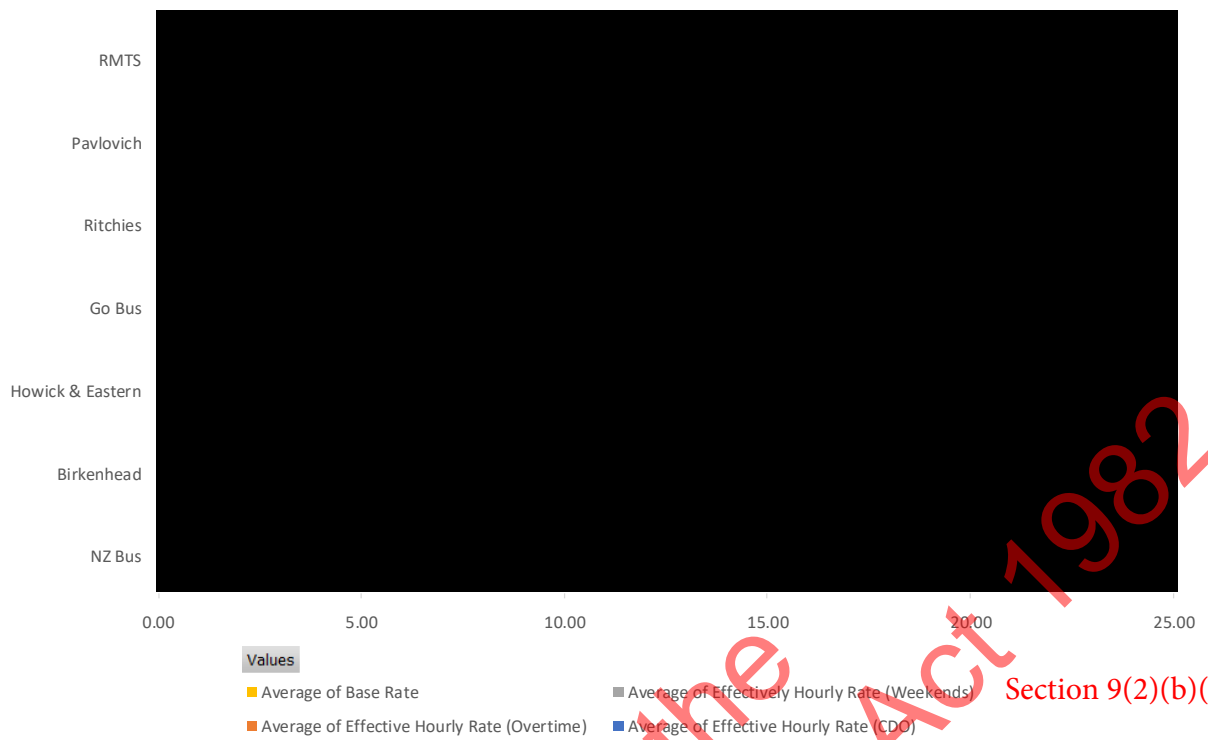 RMTS
Pavlovich
Ritchies
Go Bus
Howick & Eastern
Birkenhead
NZ Bus
0.00 5.00 10.00 15.00 20.00 25.00
Values
Average of Base Rate
Average of Effectively Hourly Rate (Weekends)
Average of Effective Hourly Rate (Overtime)
Average of Effective Hourly Rate (CDO)
Section 9(2)(b)(
the
Act 1982